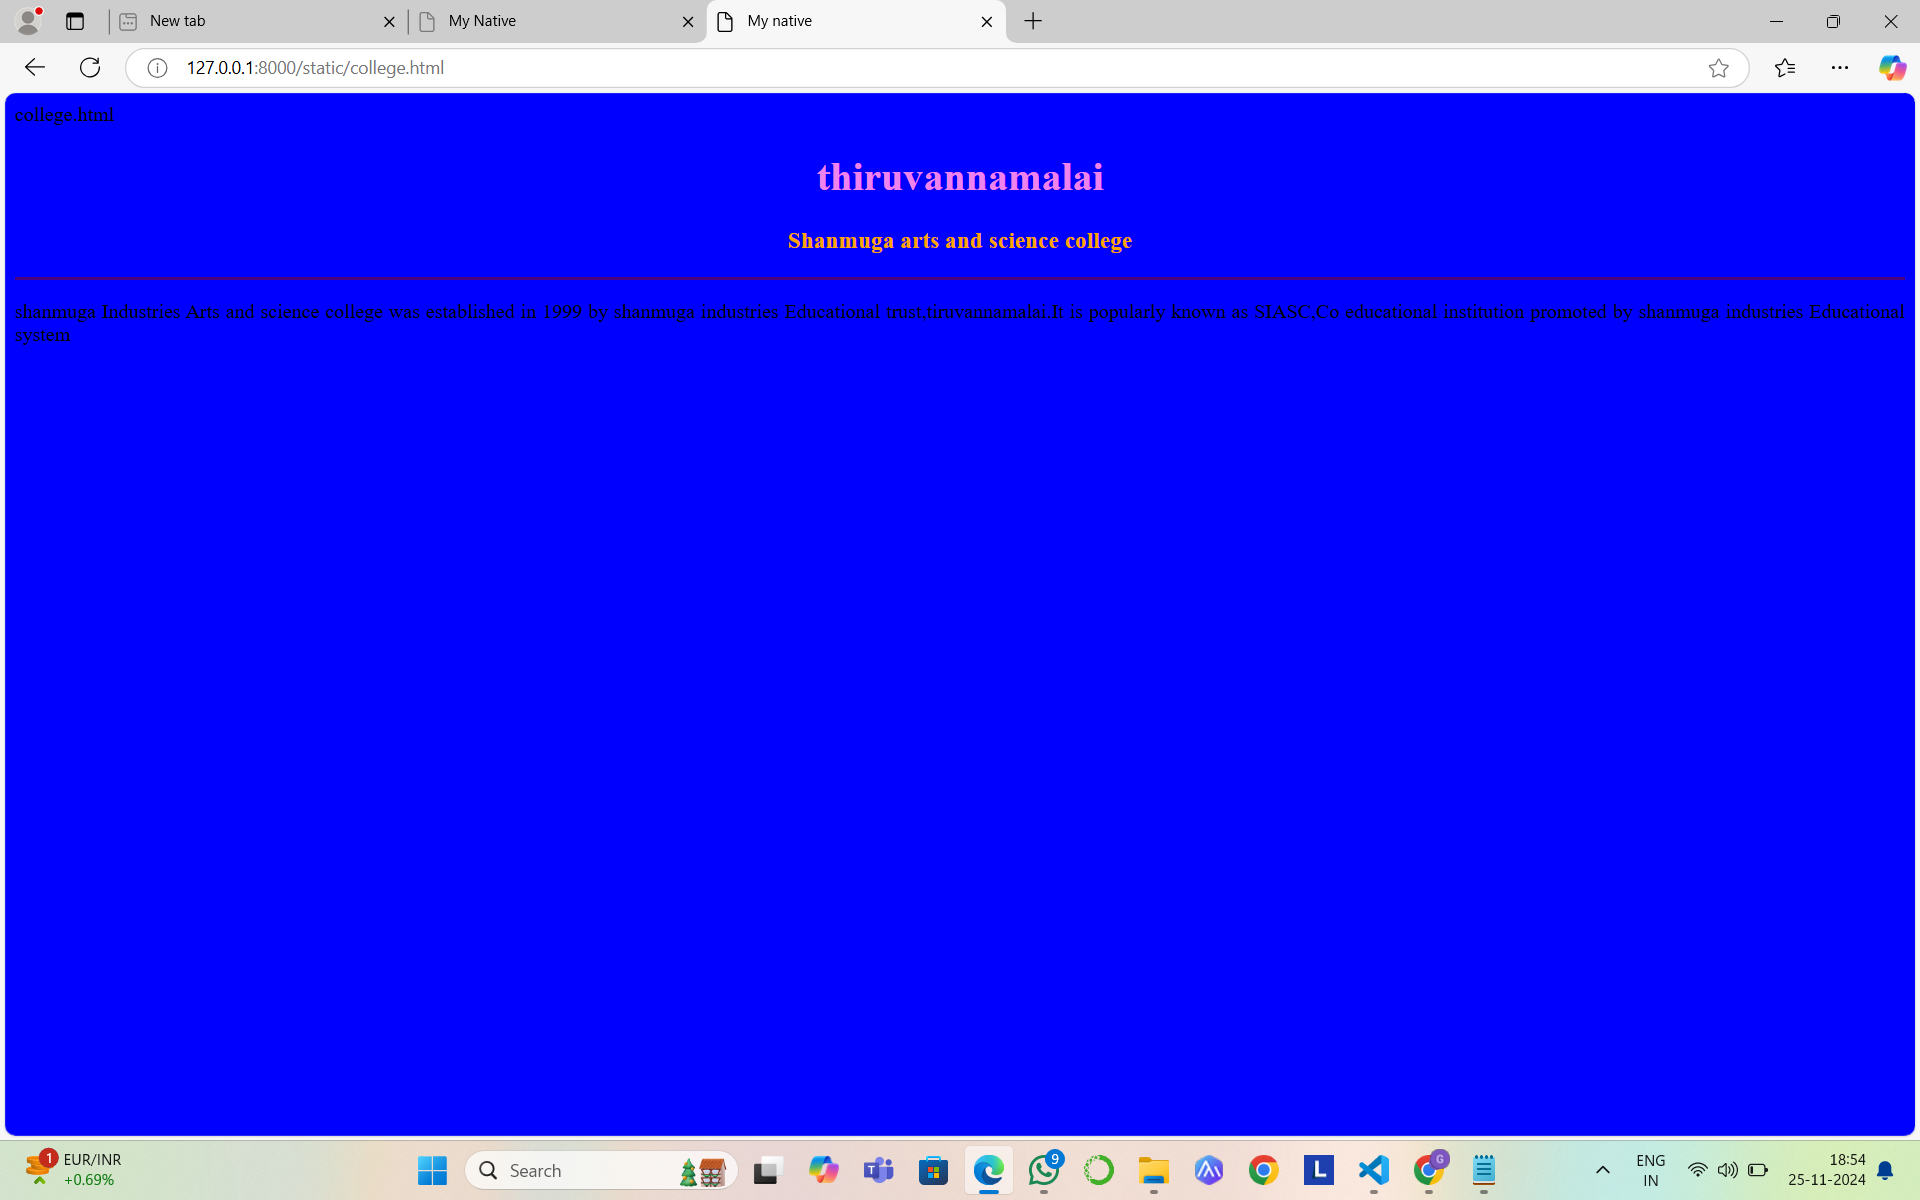 New tab
My Native
My native
127.0.0.1:8000/static/college.html
college.html
thiruvannamalai
Shanmuga arts and science college
shanmuga Industries Arts and science college was established in 1999 by shanmuga industries Educational trust,tiruvannamalai.It is popularly known as SIASC,Co educational institution promoted by shanmuga industries Educational
system
1
EUR/INR
+0.69%
Search
T
9
L
G
ENG
IN
18:54
25-11-2024